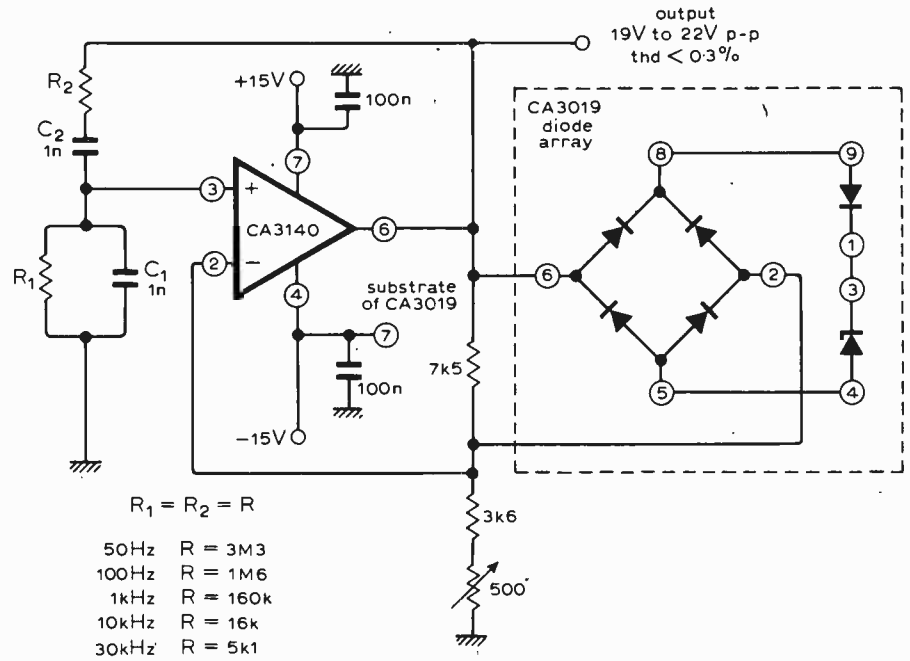 output
19V to 22V p-p
thd < 0·3%
R2
+15V
100n
CA3019
diode
array
C2
1n
7
8
9
3
+
CA3140
6
1
R1
C1
1n
2
−
4
substrate
of CA3019
6
2
3
7
7k5
100n
5
4
−15V
R1 = R2 = R
3k6
50Hz R = 3M3
100Hz R = 1M6
500
1kHz R = 160k
10kHz R = 16k
30kHz R = 5k1